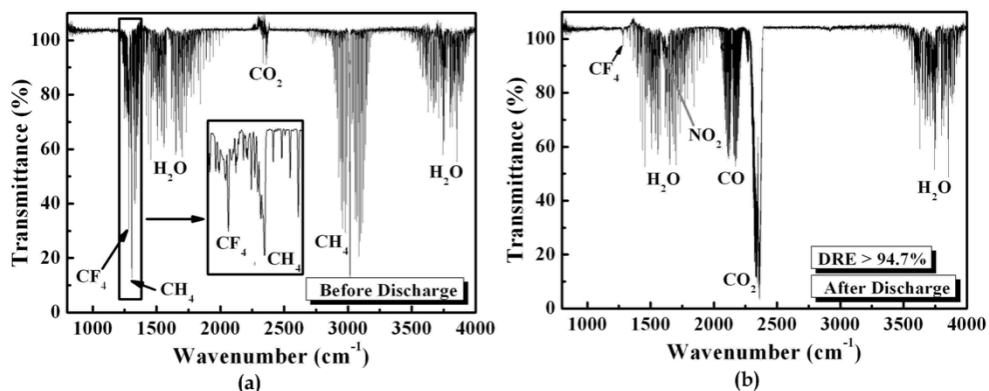 (a)
Transmittance (%)
100
80
60
40
20
0
CO₂
H₂O
H₂O
CF₄
CH₄
CH₄
CF₄
CH₄
Before Discharge
1000 1500 2000 2500 3000 3500 4000
Wavenumber (cm⁻¹)
(a)
(b)
Transmittance (%)
100
80
60
40
20
0
CF₄
NO₂
H₂O
CO
H₂O
CO₂
DRE > 94.7%
After Discharge
1000 1500 2000 2500 3000 3500 4000
Wavenumber (cm⁻¹)
(b)